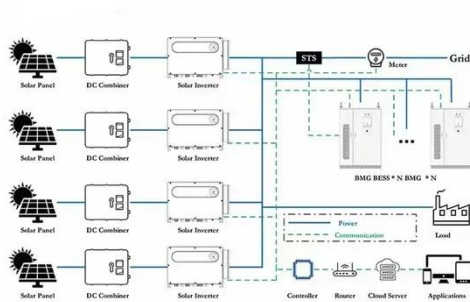 STS
Meter
Grid
Solar Panel DC Combiner Solar Inverter
Solar Panel DC Combiner Solar Inverter
BMG BESS * N BMG * N
Solar Panel DC Combiner Solar Inverter
Power
Communication
Load
Solar Panel DC Combiner Solar Inverter
Controller Router Cloud Server Applications